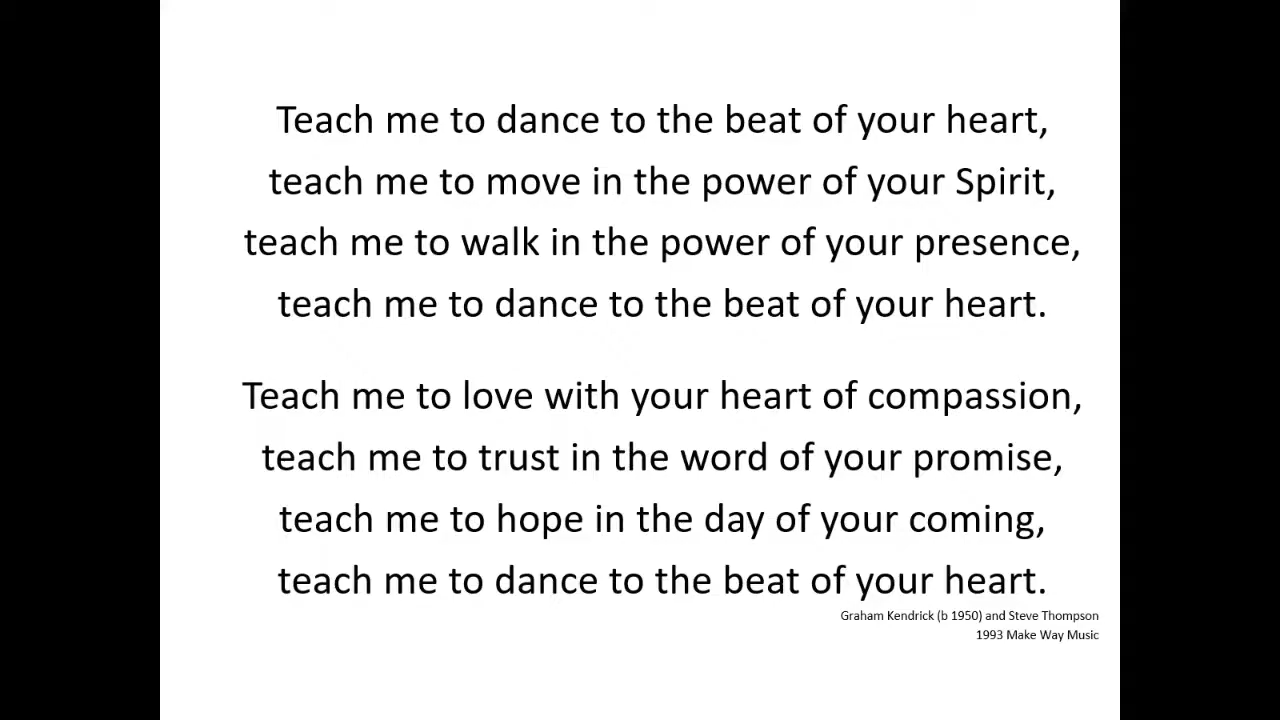 Teach me to dance to the beat of your heart,
teach me to move in the power of your Spirit,
teach me to walk in the power of your presence,
teach me to dance to the beat of your heart.
Teach me to love with your heart of compassion,
teach me to trust in the word of your promise,
teach me to hope in the day of your coming,
teach me to dance to the beat of your heart.
Graham Kendrick (b 1950) and Steve Thompson
1993 Make Way Music